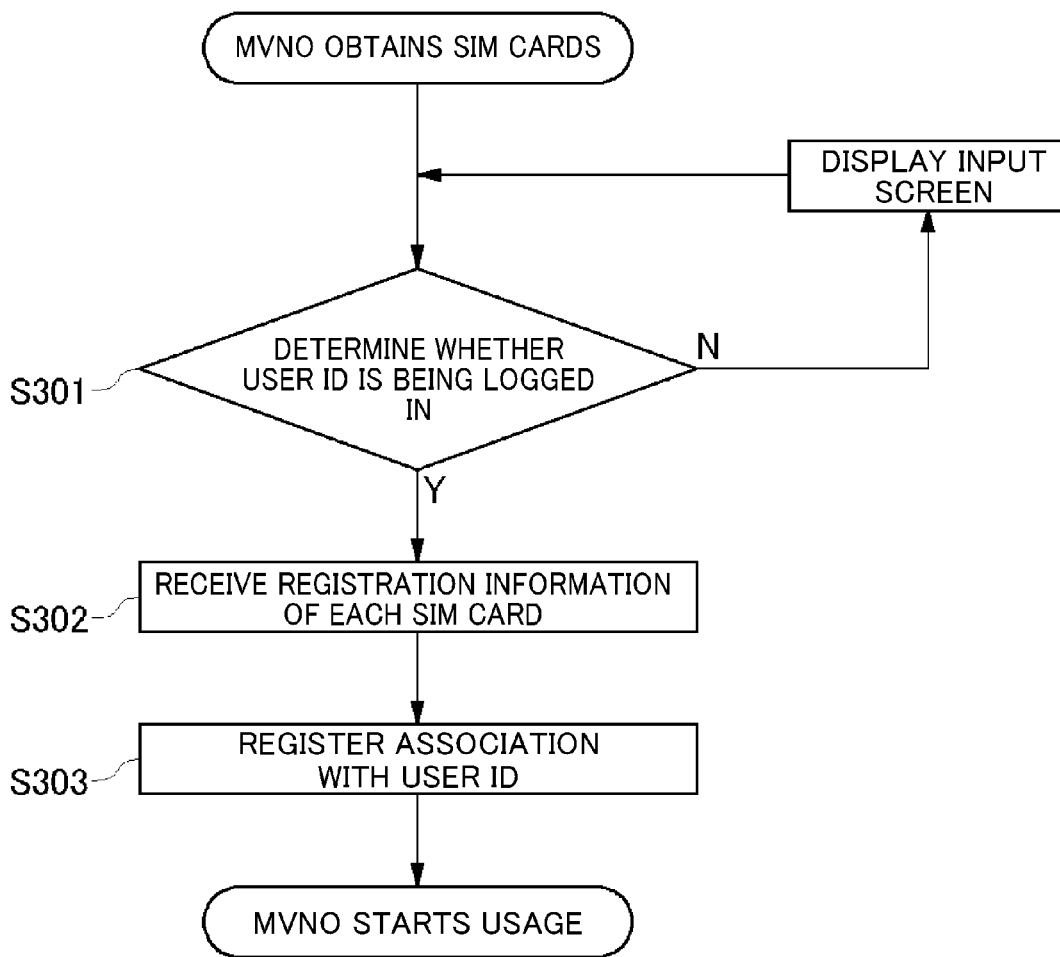 MVNO OBTAINS SIM CARDS
DISPLAY INPUT
SCREEN
DETERMINE WHETHER
USER ID IS BEING LOGGED
IN
N
S301
Y
RECEIVE REGISTRATION INFORMATION
OF EACH SIM CARD
S302
REGISTER ASSOCIATION
WITH USER ID
S303
MVNO STARTS USAGE